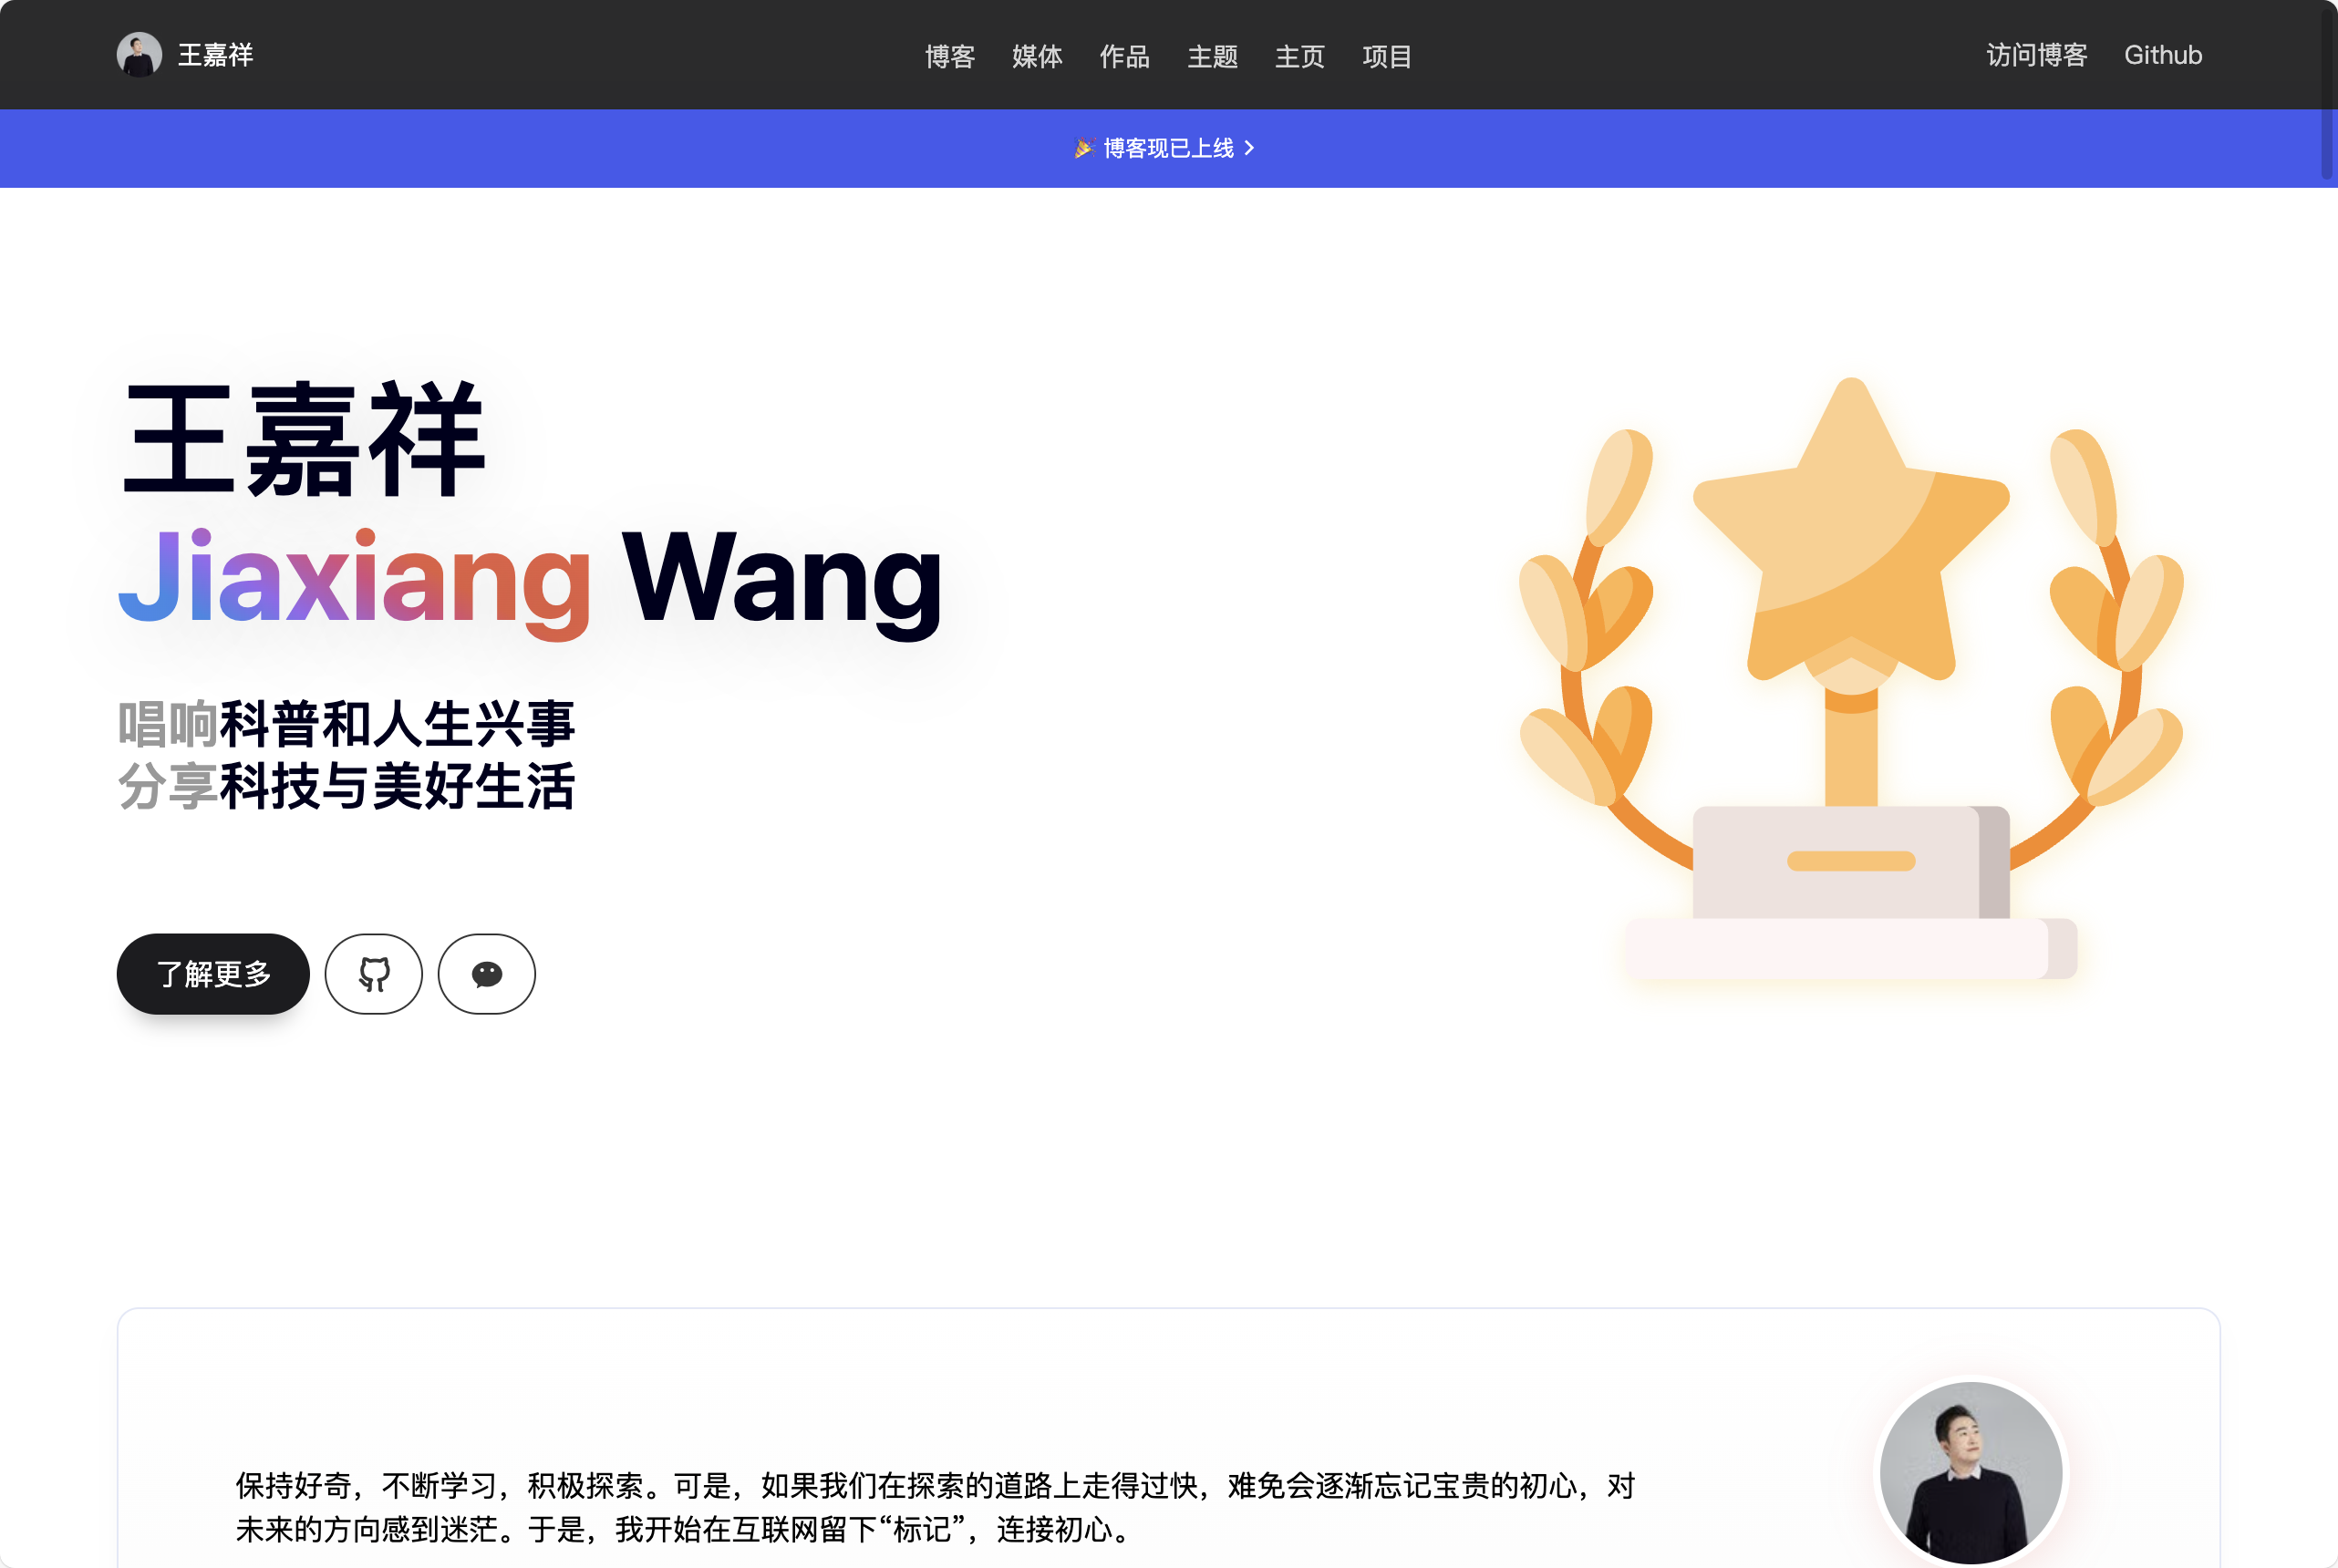 王嘉祥
博客 媒体 作品 主题 主页 项目
访问博客 Github
🎉 博客现已上线 >
王嘉祥
Jiaxiang Wang
唱响科普和人生兴事
分享科技与美好生活
了解更多
保持好奇，不断学习，积极探索。可是，如果我们在探索的道路上走得过快，难免会逐渐忘记宝贵的初心，对
未来的方向感到迷茫。于是，我开始在互联网留下“标记”，连接初心。